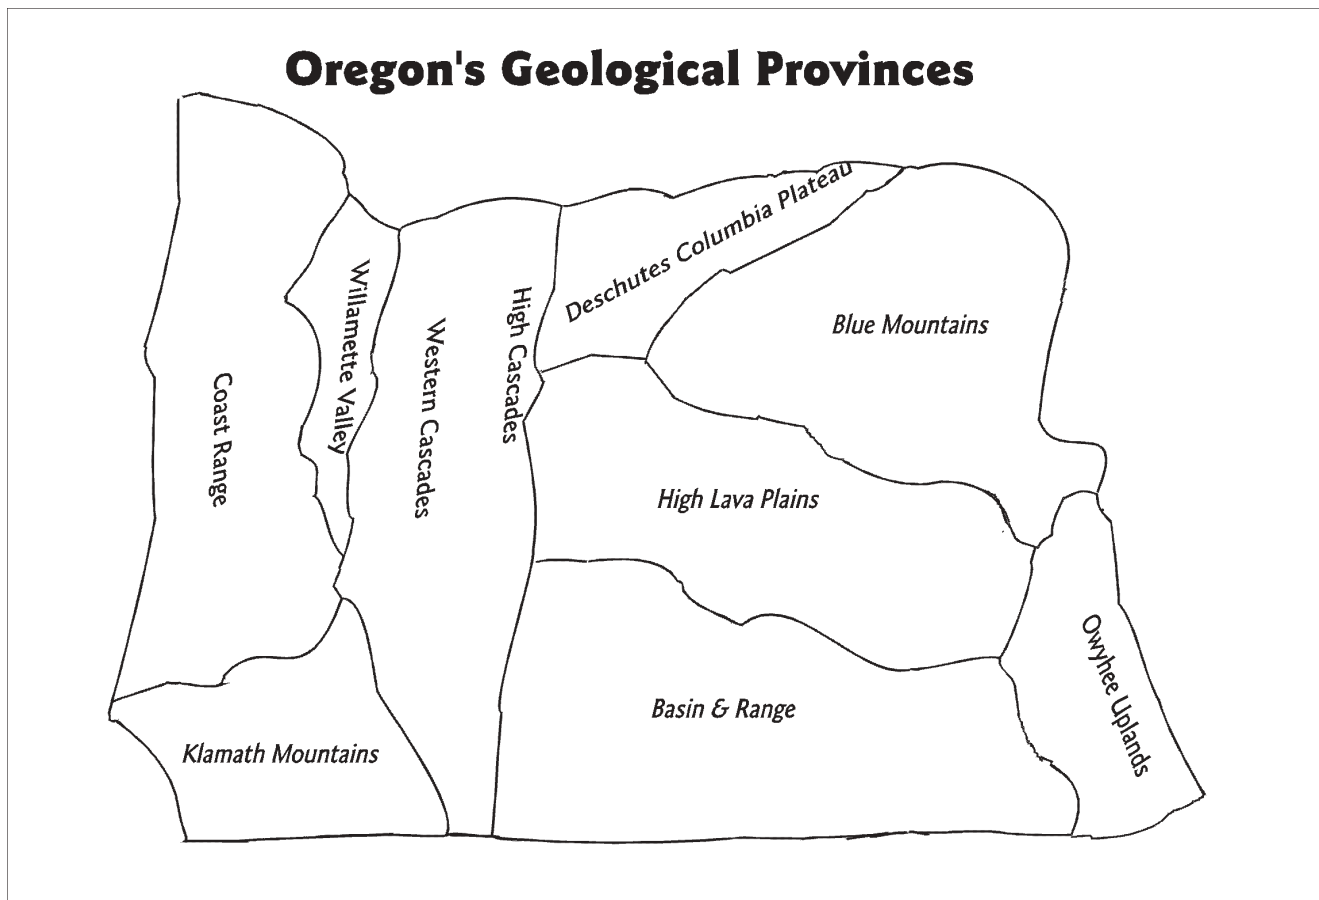 Oregon's Geological Provinces
Deschutes Columbia Plateau
Willamette Valley
High Cascades
Blue Mountains
Western Cascades
Coast Range
High Lava Plains
Owyhee Uplands
Basin & Range
Klamath Mountains